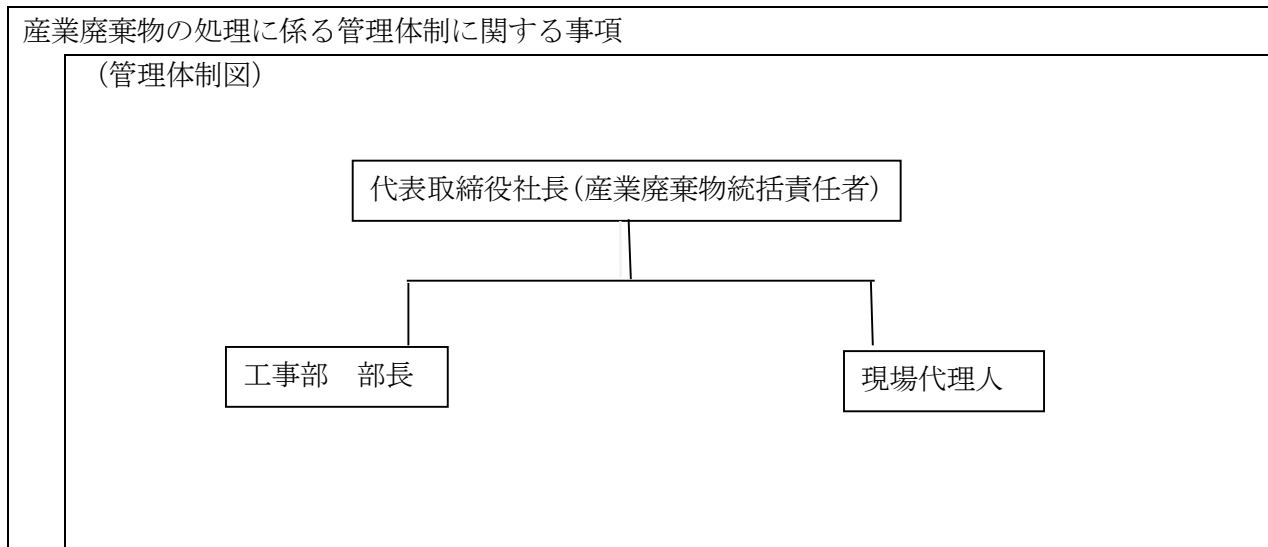 産業廃棄物の処理に係る管理体制に関する事項
（管理体制図）
代表取締役社長（産業廃棄物統括責任者）
工事部　部長
現場代理人